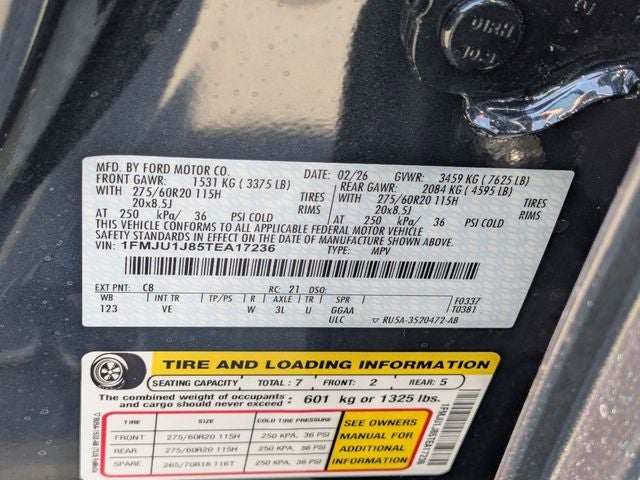 MFD. BY FORD MOTOR CO. DATE: 02/26 GVWR: 3459 KG (7625 LB)
FRONT GAWR: 1531 KG (3375 LB) REAR GAWR: 2084 KG (4595 LB)
WITH 275/60R20 115H TIRES WITH 275/60R20 115H TIRES
20x8.5J 20x8.5J
AT 250 kPa/ 36 PSI COLD AT 250 kPa/ 36 PSI COLD
THIS VEHICLE CONFORMS TO ALL APPLICABLE FEDERAL MOTOR VEHICLE
SAFETY STANDARDS IN EFFECT ON THE DATE OF MANUFACTURE SHOWN ABOVE.
VIN: 1FMJU1J85TEA17236 TYPE: MPV
EXT PNT: C8 RC: 21 DSO: F0337
WB INT TR TP/PS R AXLE TR SPR T0381
123 VE W 3L U GGAA
ULC ▽ RU5A-3520472-AB
TIRE AND LOADING INFORMATION
SEATING CAPACITY TOTAL: 7 FRONT: 2 REAR: 5
The combined weight of occupants
and cargo should never exceed: 601 kg or 1325 lbs.
TIRE SIZE COLD TIRE PRESSURE
FRONT 275/60R20 115H 250 KPA, 36 PSI
REAR 275/60R20 115H 250 KPA, 36 PSI
SPARE 265/70R18 116T 250 KPA, 36 PSI
SEE OWNERS
MANUAL FOR
ADDITIONAL
INFORMATION
1FMJU1J85TEA17236